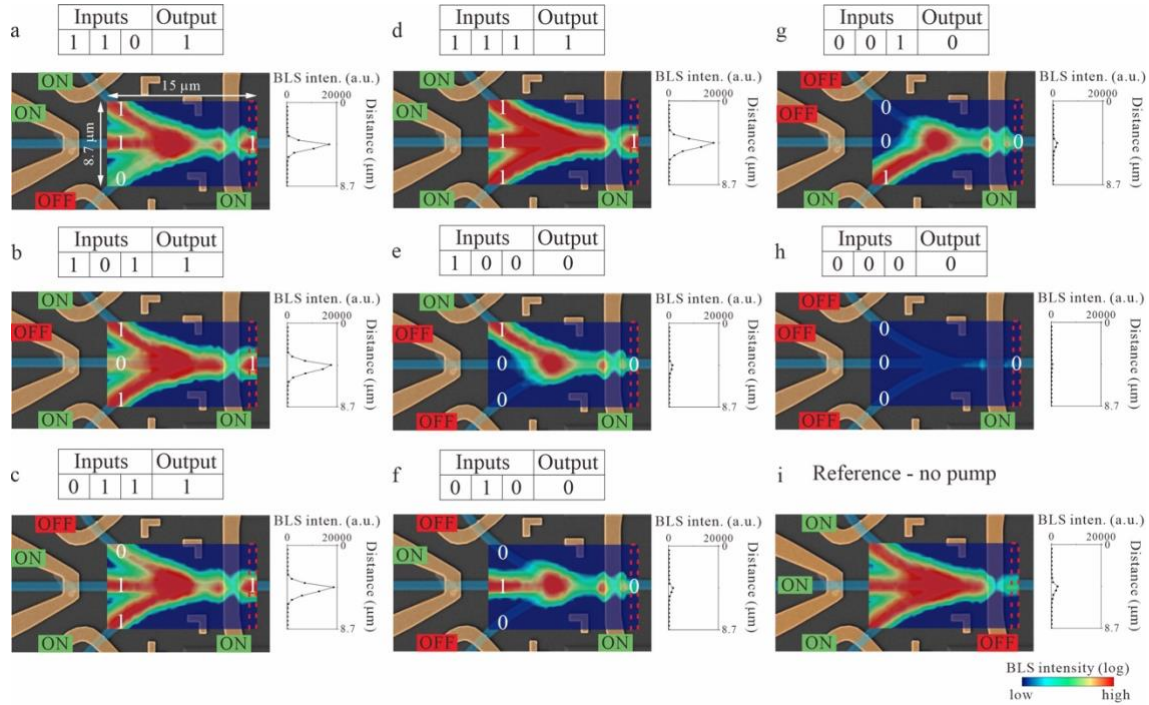 a
Inputs Output
1 1 0 1
ON
ON
OFF
ON
15 µm
8.7 µm
1
1
0
1
BLS inten. (a.u.)
0 20000
0
Distance (µm)
8.7
d
Inputs Output
1 1 1 1
ON
ON
ON
ON
1
1
1
1
BLS inten. (a.u.)
0 20000
0
Distance (µm)
8.7
g
Inputs Output
0 0 1 0
OFF
OFF
ON
ON
0
0
1
0
BLS inten. (a.u.)
0 20000
0
Distance (µm)
8.7
b
Inputs Output
1 0 1 1
ON
OFF
ON
ON
1
0
1
1
BLS inten. (a.u.)
0 20000
0
Distance (µm)
8.7
e
Inputs Output
1 0 0 0
ON
OFF
OFF
ON
1
0
0
0
BLS inten. (a.u.)
0 20000
0
Distance (µm)
8.7
h
Inputs Output
0 0 0 0
OFF
OFF
OFF
ON
0
0
0
0
BLS inten. (a.u.)
0 20000
0
Distance (µm)
8.7
c
Inputs Output
0 1 1 1
OFF
ON
ON
ON
0
1
1
1
BLS inten. (a.u.)
0 20000
0
Distance (µm)
8.7
f
Inputs Output
0 1 0 0
OFF
ON
OFF
ON
0
1
0
0
BLS inten. (a.u.)
0 20000
0
Distance (µm)
8.7
i Reference - no pump
ON
ON
ON
OFF
BLS inten. (a.u.)
0 20000
0
Distance (µm)
8.7
BLS intensity (log)
low high